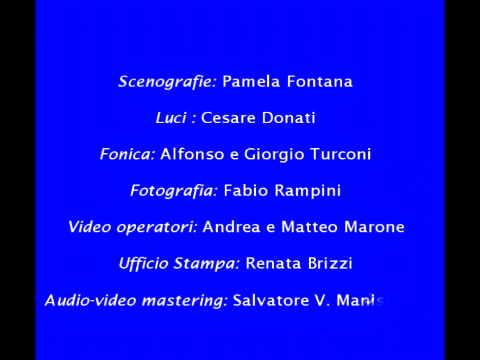 Scenografie: Pamela Fontana
Luci : Cesare Donati
Fonica: Alfonso e Giorgio Turconi
Fotografia: Fabio Rampini
Video operatori: Andrea e Matteo Marone
Ufficio Stampa: Renata Brizzi
Audio-video mastering: Salvatore V.